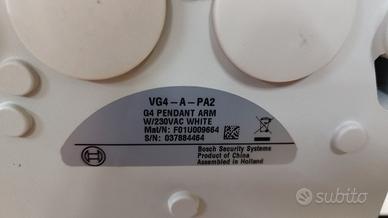 VG4-A-PA2
G4 PENDANT ARM
W/230VAC WHITE
Mat/N: F01U009664
S/N: 037884464
Bosch Security Systems
Product of China
Assembled in Holland
subito